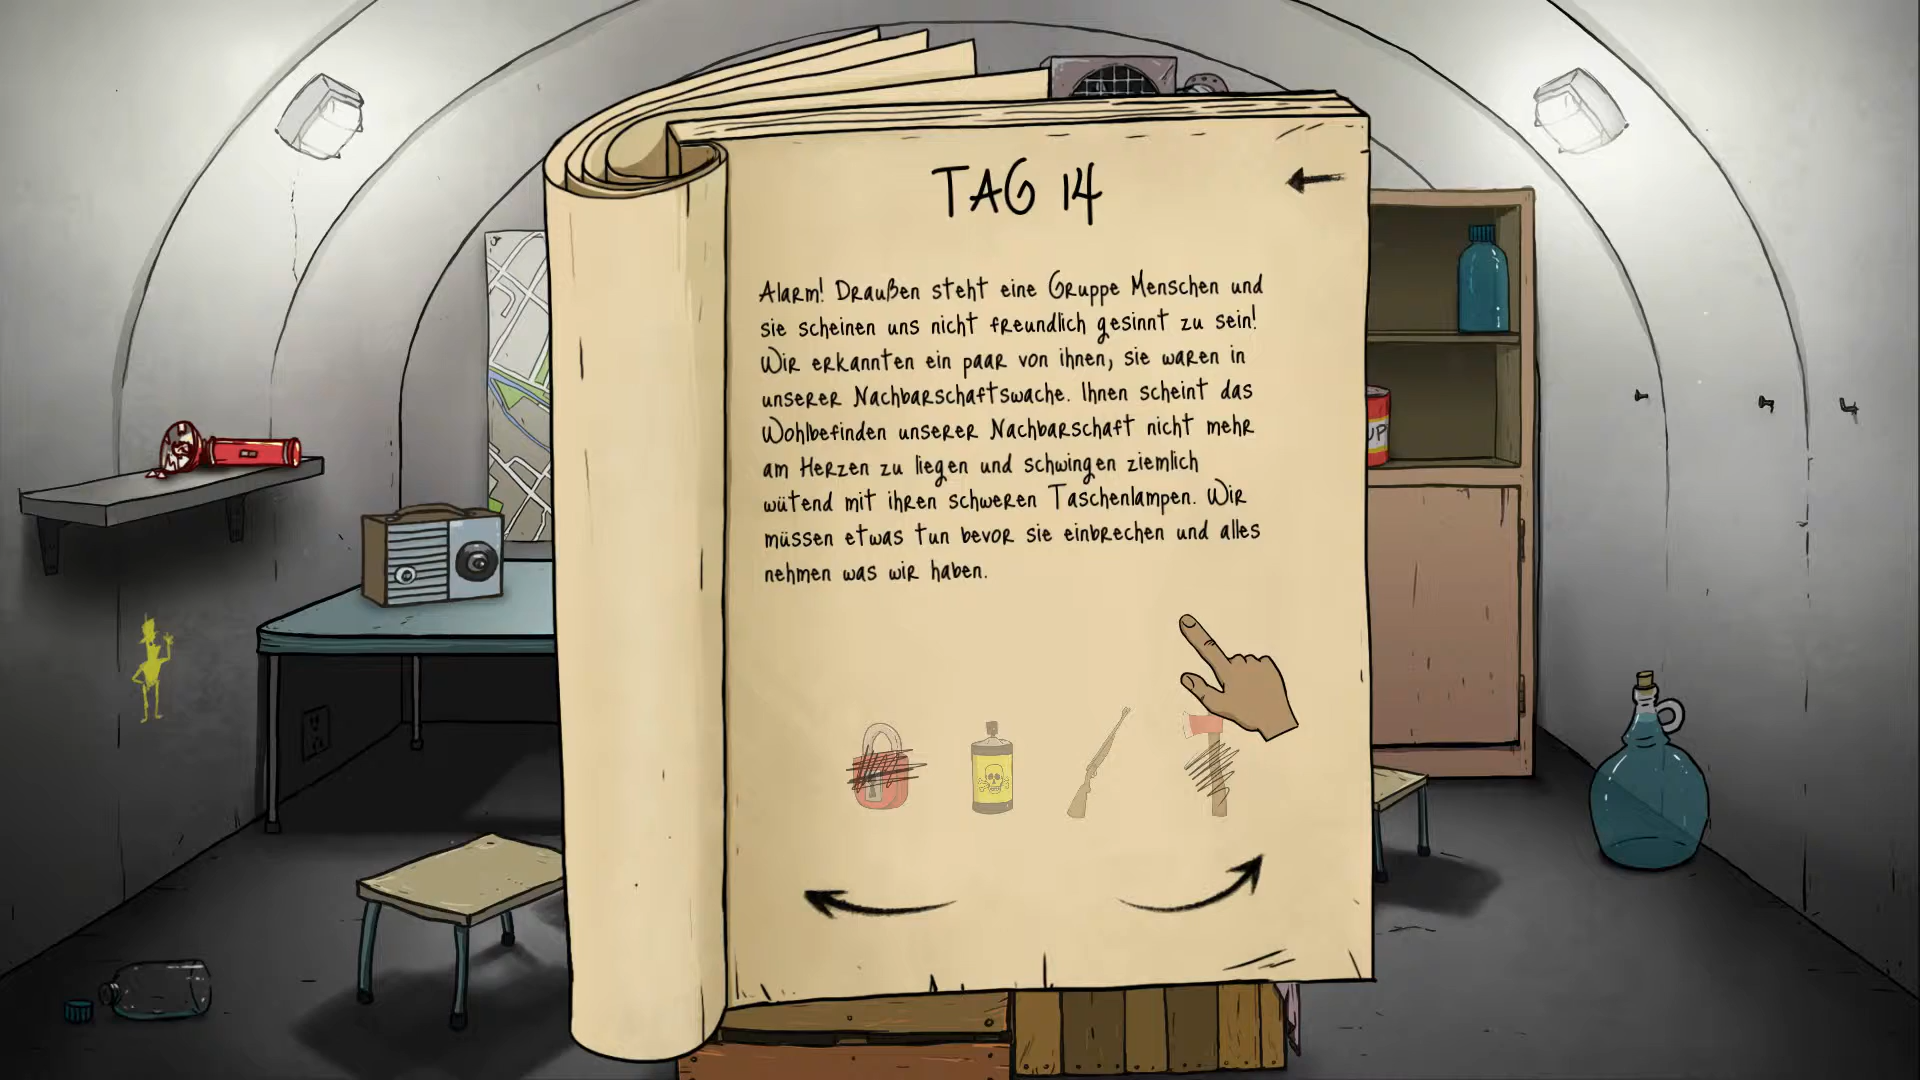 TAG 14
Alarm! Draußen steht eine Gruppe Menschen und
sie scheinen uns nicht freundlich gesinnt zu sein!
Wir erkannten ein paar von ihnen, sie waren in
unserer Nachbarschaftswache. Ihnen scheint das
Wohlbefinden unserer Nachbarschaft nicht mehr
am Herzen zu liegen und schwingen ziemlich
wütend mit ihren schweren Taschenlampen. Wir
müssen etwas tun bevor sie einbrechen und alles
nehmen was wir haben.
UP